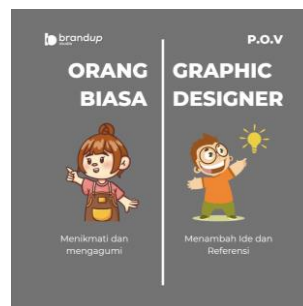 brandup
P.O.V
ORANG
BIASA
GRAPHIC
DESIGNER
Menikmati dan
mengagumi
Menambah Ide dan
Referensi